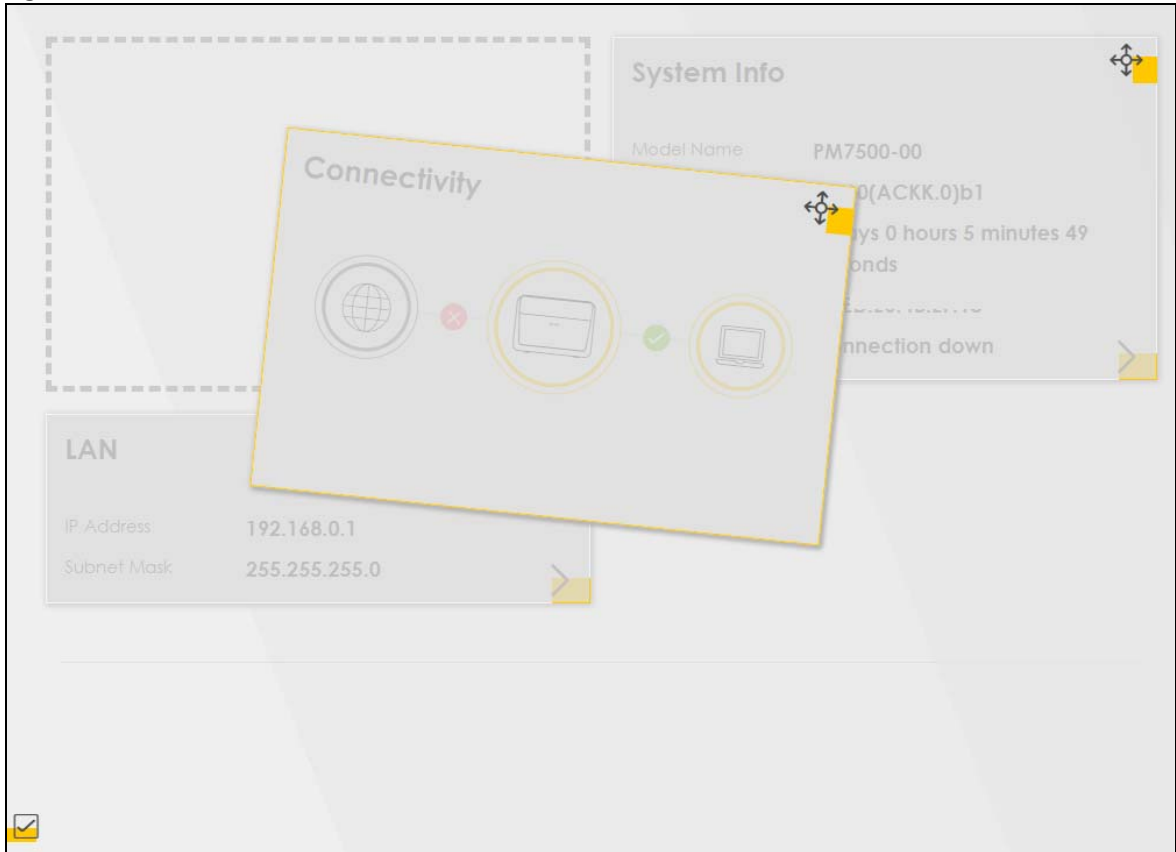 System Info
Model Name PM7500-00
0(ACKK.0)b1
ys 0 hours 5 minutes 49
onds
nnection down
Connectivity
LAN
IP Address 192.168.0.1
Subnet Mask 255.255.255.0